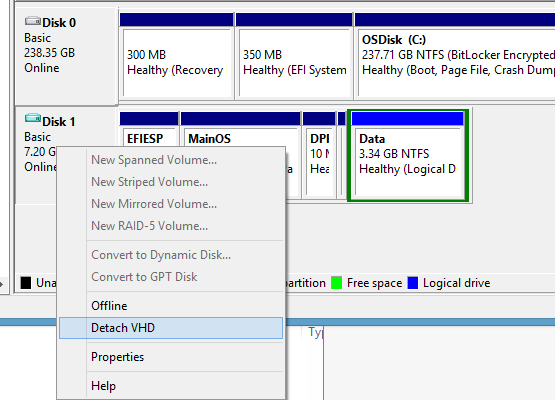 Disk 0
Basic
238.35 GB
Online
300 MB
Healthy (Recovery
350 MB
Healthy (EFI System
OSDisk (C:)
237.71 GB NTFS (BitLocker Encrypted
Healthy (Boot, Page File, Crash Dump
Disk 1
Basic
7.20 G
Online
EFIESP
MainOS
DPI
10 M
Hea
Data
3.34 GB NTFS
Healthy (Logical D
New Spanned Volume...
New Striped Volume...
New Mirrored Volume...
New RAID-5 Volume...
Convert to Dynamic Disk...
Convert to GPT Disk
Offline
Detach VHD
Properties
Help
Una
artition
Free space
Logical drive